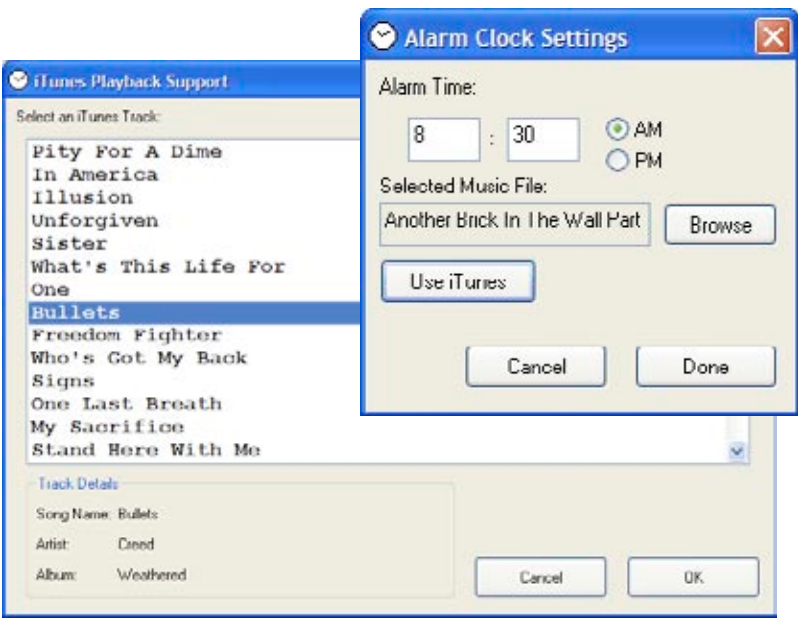 Alarm Clock Settings
Alarm Time:
8 : 30
AM
PM
Selected Music File:
Another Brick In The Wall Part
Browse
Use iTunes
Cancel
Done
iTunes Playback Support
Select an iTunes Track:
Pity For A Dime
In America
Illusion
Unforgiven
Sister
What's This Life For
One
Bullets
Freedom Fighter
Who's Got My Back
Signs
One Last Breath
My Sacrifice
Stand Here With Me
Track Details
Song Name: Bullets
Artist: Creed
Album: Weathered
Cancel
OK